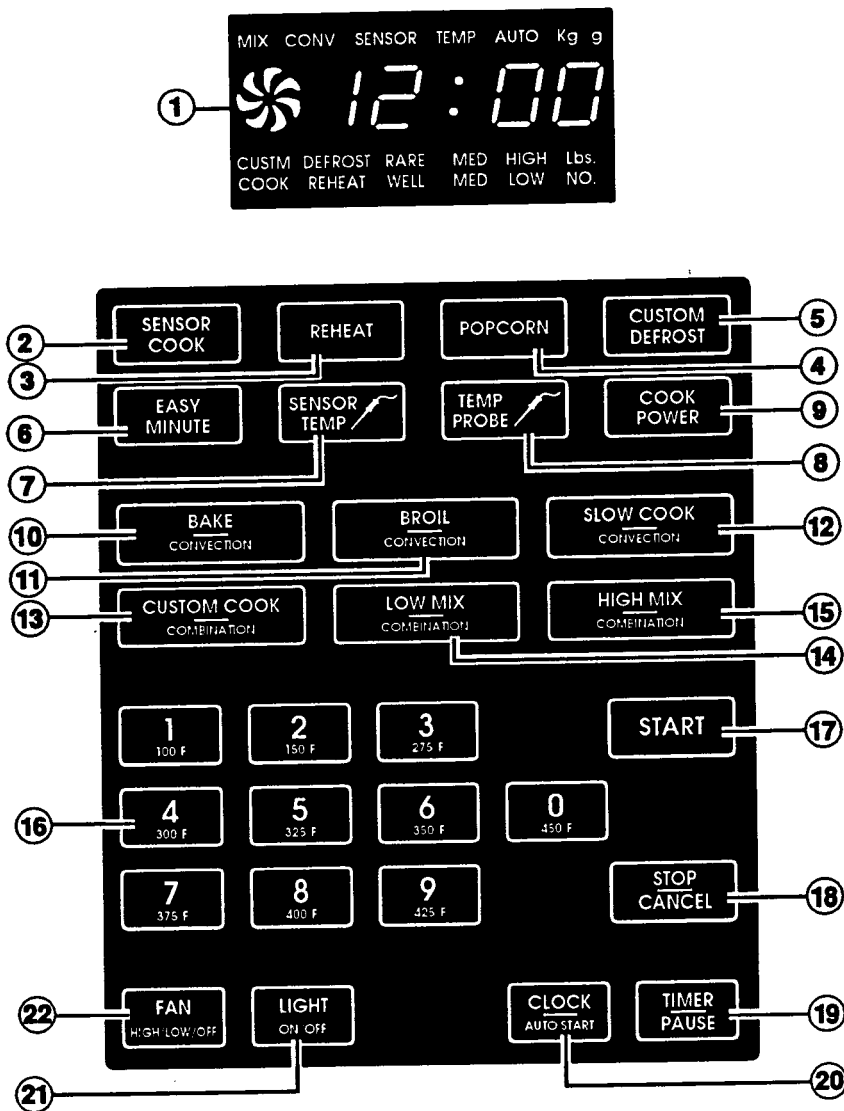 MIX CONV SENSOR TEMP AUTO Kg g
1
12:00
CUSTM DEFROST RARE MED HIGH Lbs.
COOK REHEAT WELL MED LOW NO.
SENSOR
COOK
REHEAT
POPCORN
CUSTOM
DEFROST
2
3
5
4
EASY
MINUTE
SENSOR
TEMP
TEMP
PROBE
COOK
POWER
6
7
9
8
BAKE
CONVECTION
BROIL
CONVECTION
SLOW COOK
CONVECTION
10
11
12
CUSTOM COOK
COMBINATION
LOW MIX
COMBINATION
HIGH MIX
COMBINATION
13
14
15
1
100 F
2
150 F
3
275 F
START
17
16
4
300 F
5
325 F
6
350 F
0
450 F
7
375 F
8
400 F
9
425 F
STOP
CANCEL
18
22
FAN
HIGH/LOW/OFF
LIGHT
ON OFF
CLOCK
AUTO START
TIMER
PAUSE
19
21
20